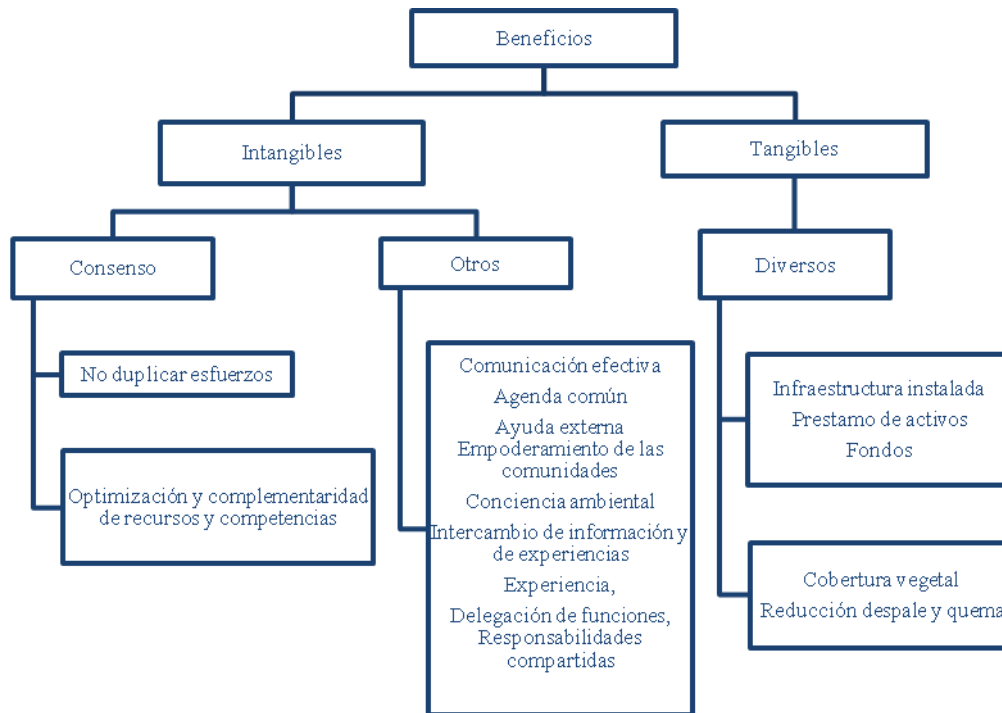 Beneficios
Intangibles
Tangibles
Consenso
Otros
Diversos
No duplicar esfuerzos
Optimización y complementaridad
de recursos y competencias
Comunicación efectiva
Agenda común
Ayuda externa
Empoderamiento de las
comunidades
Conciencia ambiental
Intercambio de información y
de experiencias
Experiencia,
Delegación de funciones,
Responsabilidades
compartidas
Infraestructura instalada
Prestamo de activos
Fondos
Cobertura vegetal
Reducción despale y quema